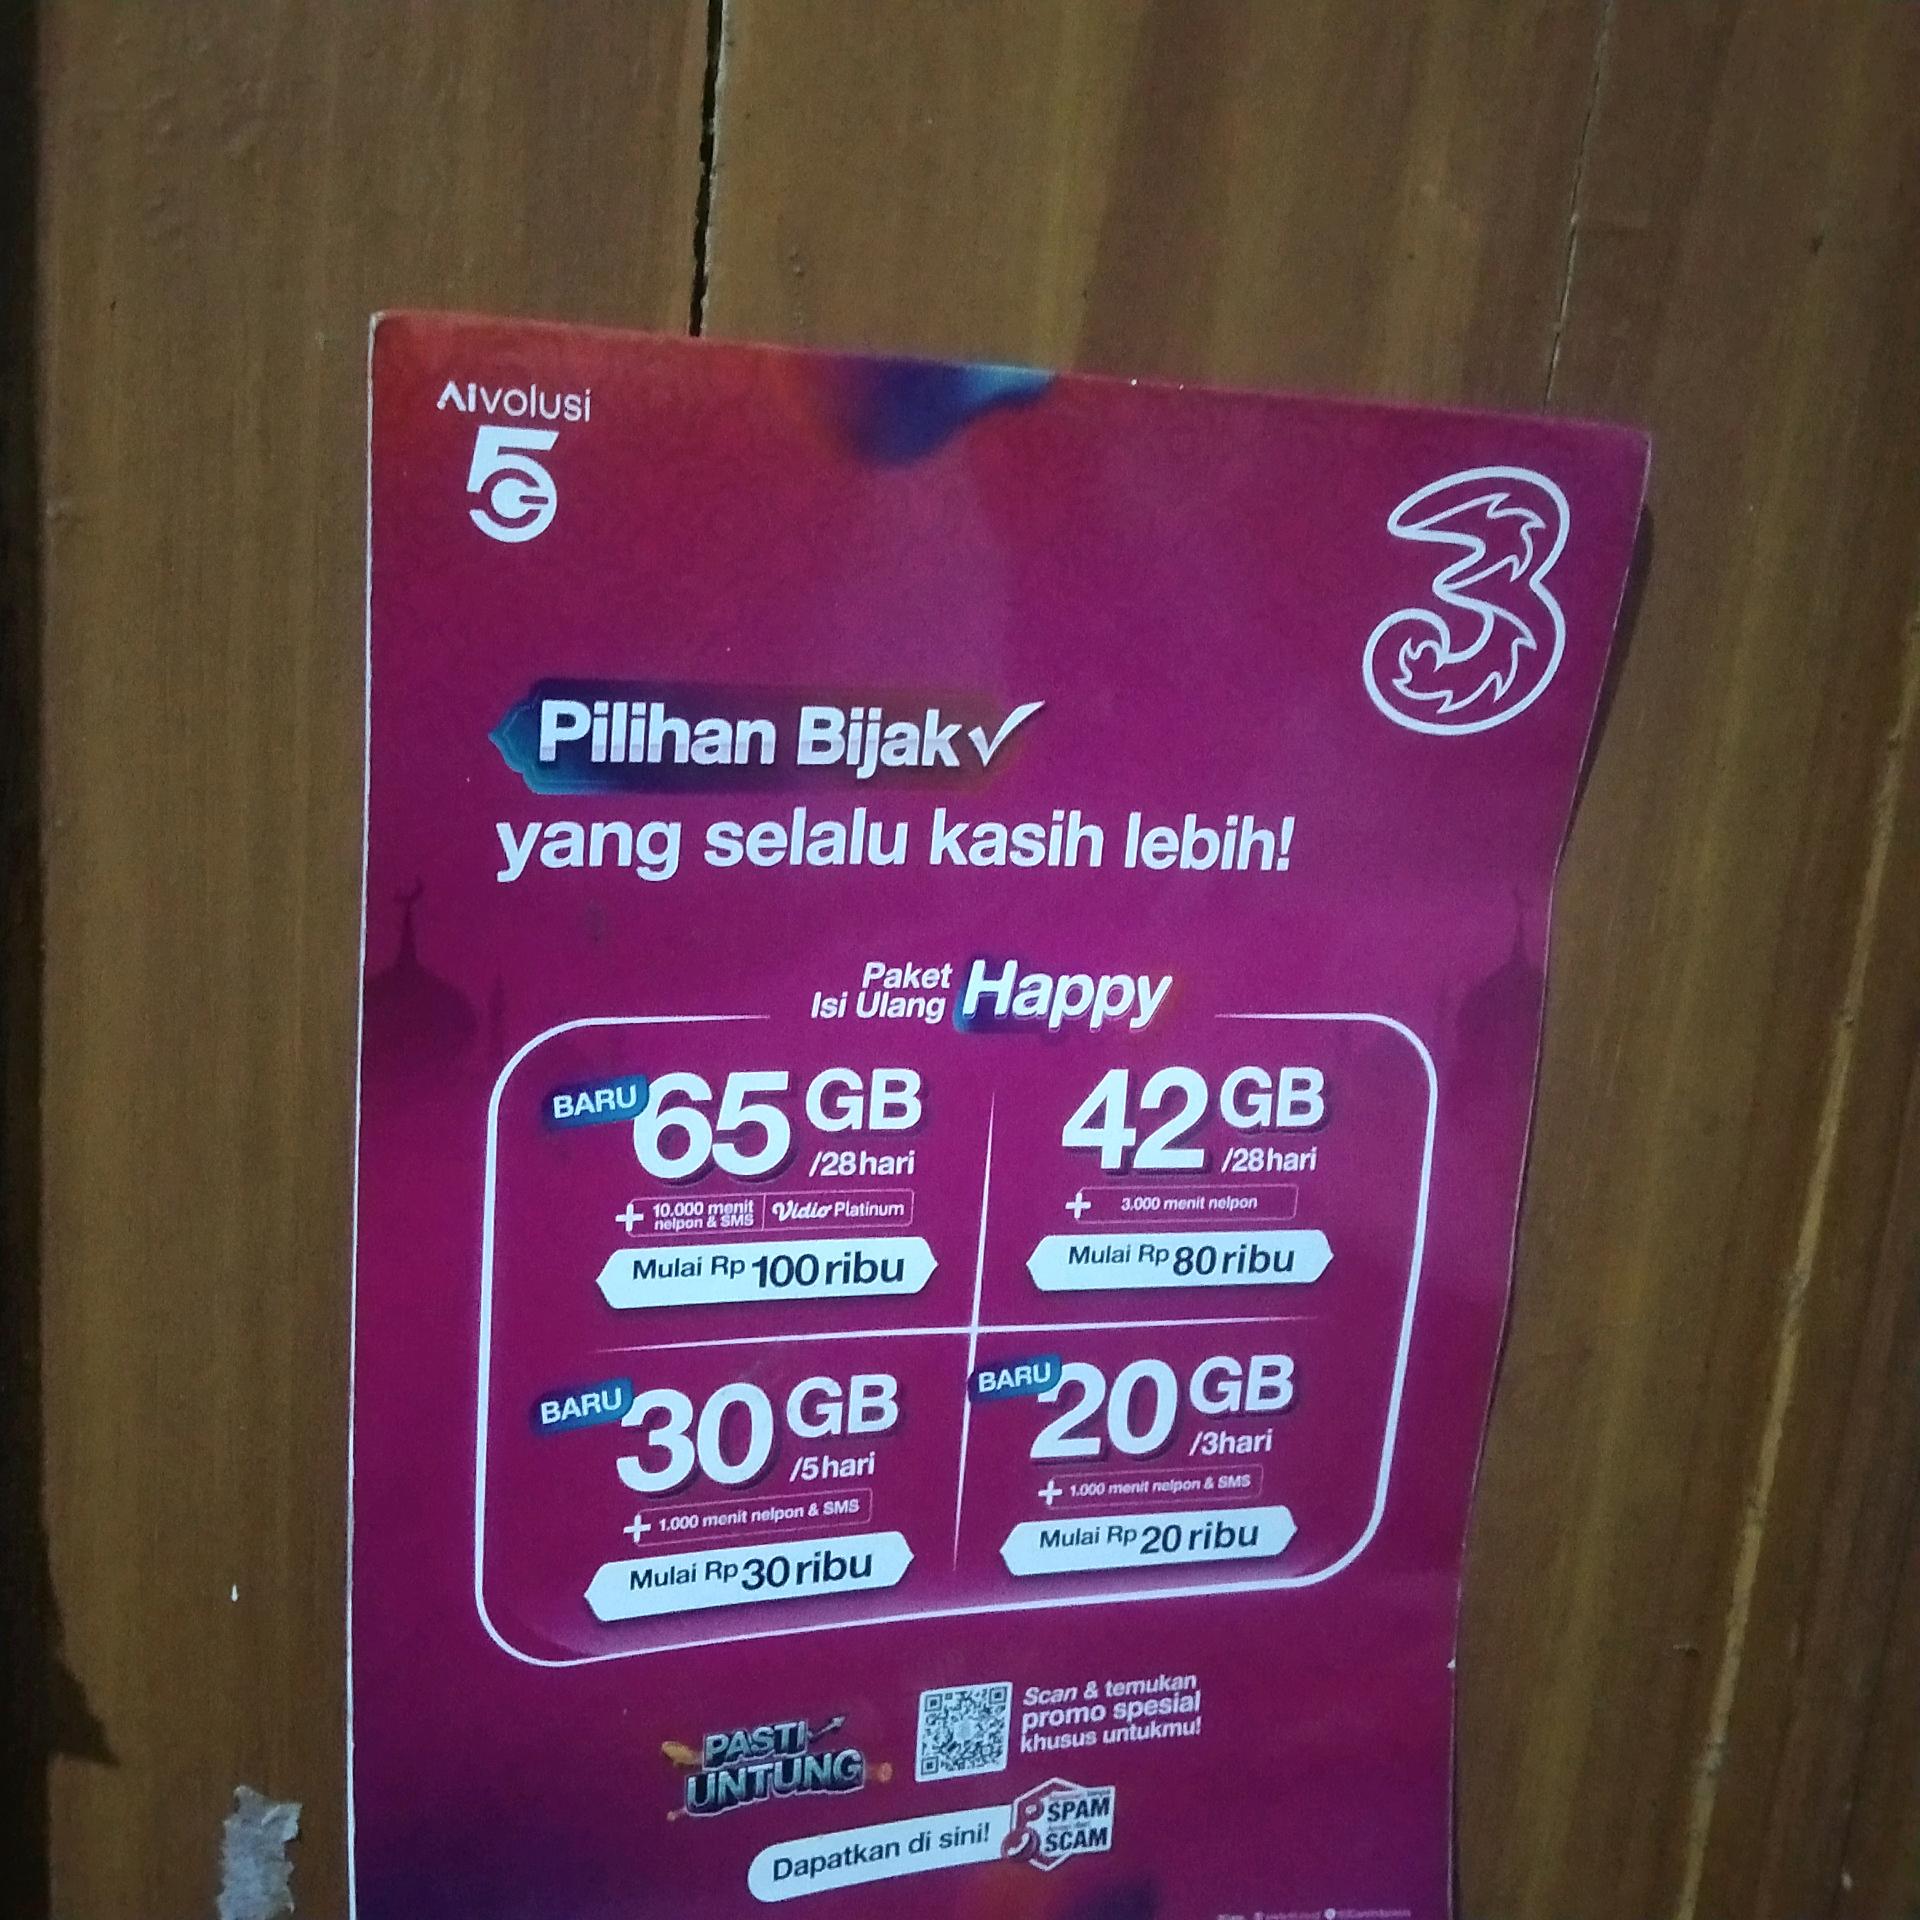 AIvolusi
5G
3
Pilihan Bijak
yang selalu kasih lebih!
Paket
Isi Ulang
Happy
BARU
65 GB
/28hari
+ 10.000 menit
nelpon & SMS
Vidio Platinum
Mulai Rp 100 ribu
42 GB
/28hari
+ 3.000 menit nelpon
Mulai Rp 80 ribu
BARU
30 GB
/5hari
+ 1.000 menit nelpon & SMS
Mulai Rp 30 ribu
BARU
20 GB
/3hari
+ 1.000 menit nelpon & SMS
Mulai Rp 20 ribu
PASTI
UNTUNG
Scan & temukan
promo spesial
khusus untukmu!
Dapatkan di sini!
SPAM
SCAM